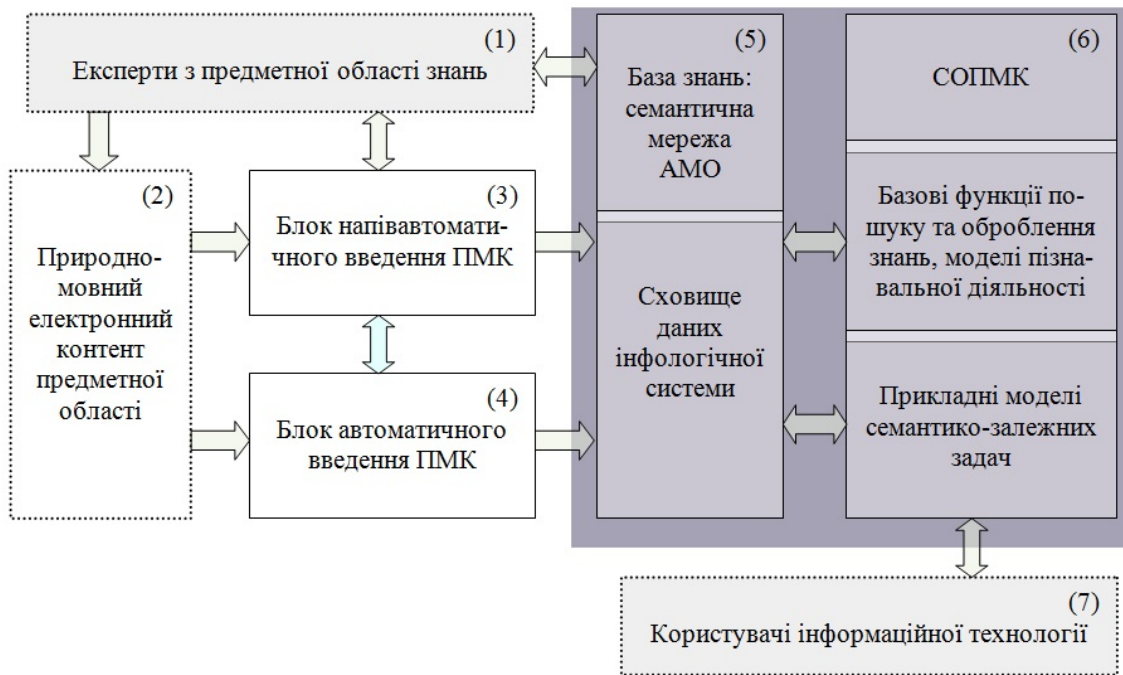 (1)
Експерти з предметної області знань
(2)
Природно-
мовний
електронний
контент
предметної
області
(3)
Блок напівавтомати-
чного введення ПМК
(4)
Блок автоматичного
введення ПМК
(5)
База знань:
семантична
мережа
АМО
Сховище
даних
інфологічної
системи
(6)
СОПМК
Базові функції по-
шуку та оброблення
знань, моделі пізна-
вальної діяльності
Прикладні моделі
семантико-залежних
задач
(7)
Користувачі інформаційної технології